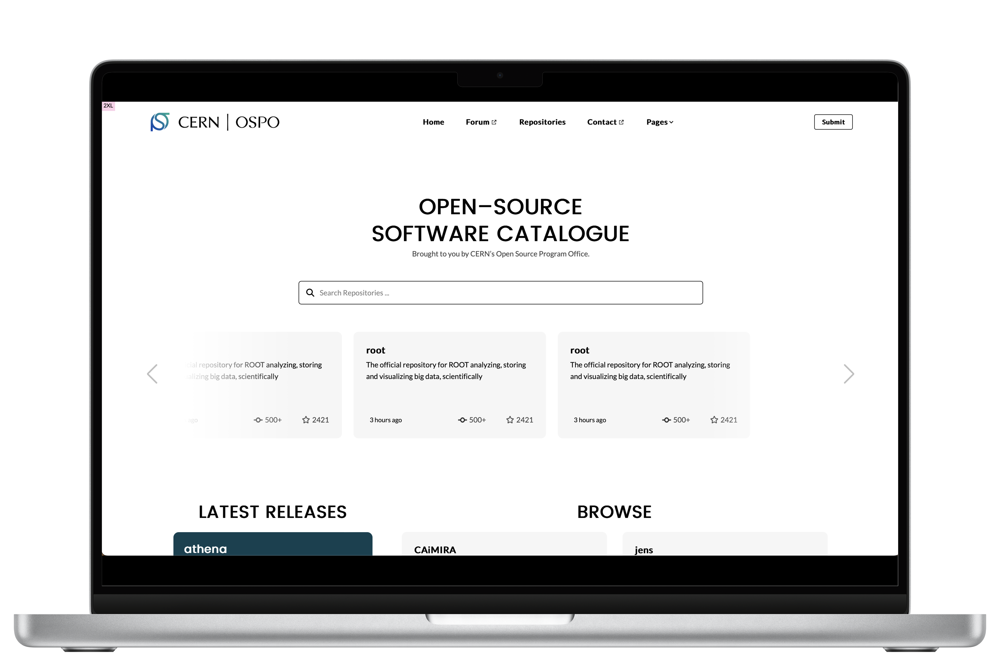 2XL
CERN | OSPO
Home Forum Repositories Contact Pages
Submit
OPEN–SOURCE
SOFTWARE CATALOGUE
Brought to you by CERN’s Open Source Program Office.
Search Repositories ...
cial repository for ROOT analyzing, storing
alizing big data, scientifically
ago 500+ 2421
root
The official repository for ROOT analyzing, storing
and visualizing big data, scientifically
3 hours ago 500+ 2421
root
The official repository for ROOT analyzing, storing
and visualizing big data, scientifically
3 hours ago 500+ 2421
LATEST RELEASES
athena
BROWSE
CAiMIRA
jens